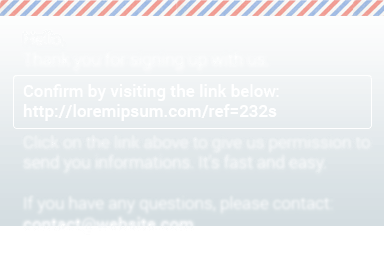 Hello,
Thank you for signing up with us.
Confirm by visiting the link below:
http://loremipsum.com/ref=232s
Click on the link above to give us permission to
send you informations. It's fast and easy.
If you have any questions, please contact:
contact@website.com